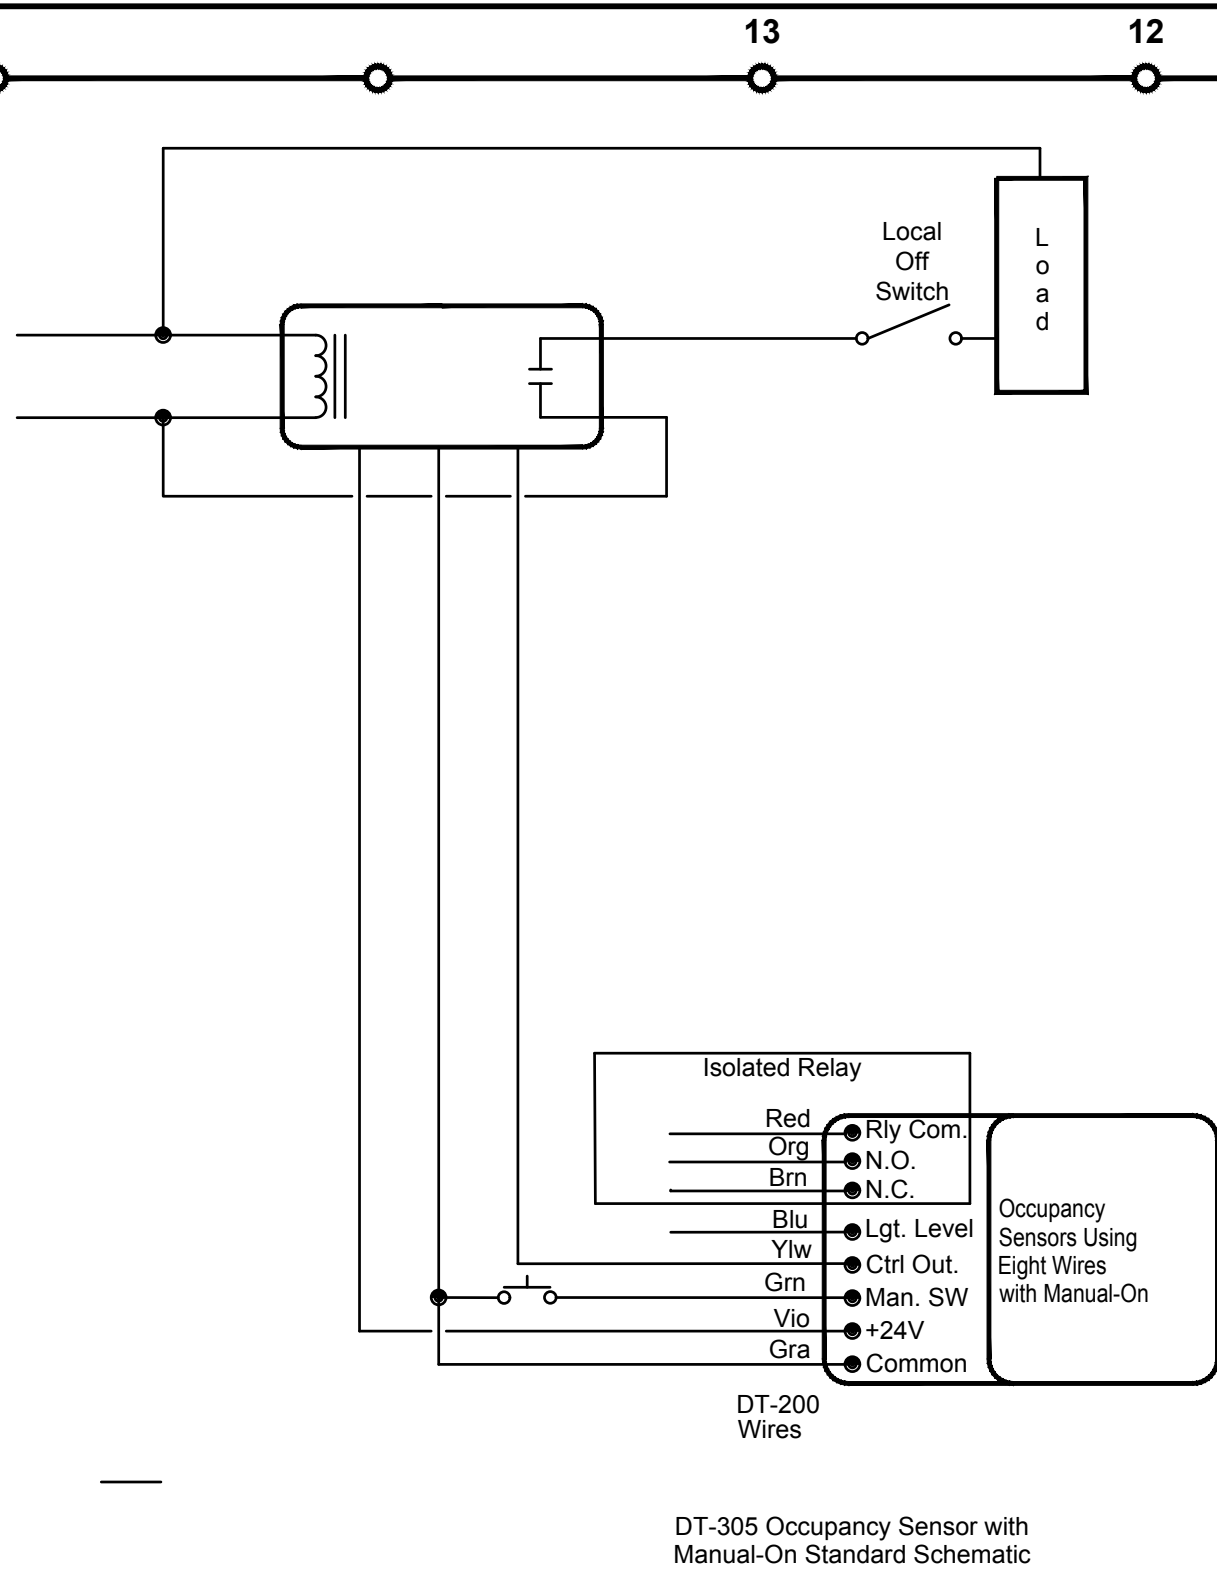 13
12
Local
Off
Switch
L
o
a
d
Isolated Relay
Red
Rly Com.
Org
N.O.
Brn
N.C.
Blu
Lgt. Level
Ylw
Ctrl Out.
Grn
Man. SW
Vio
+24V
Gra
Common
Occupancy
Sensors Using
Eight Wires
with Manual-On
DT-200
Wires
DT-305 Occupancy Sensor with
Manual-On Standard Schematic